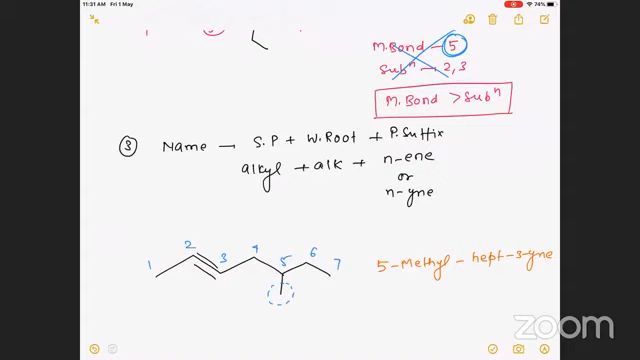 11:31 AM Fri 1 May
74%
M.Bond - 5
Subⁿ - 2,3
M.Bond > Subⁿ
③ Name → S.P + W.Root + P.Suffix
alkyl + alk + n-ene
or
n-yne
1 2 3 4 5 6 7
5-Methyl-hept-3-yne
zoom